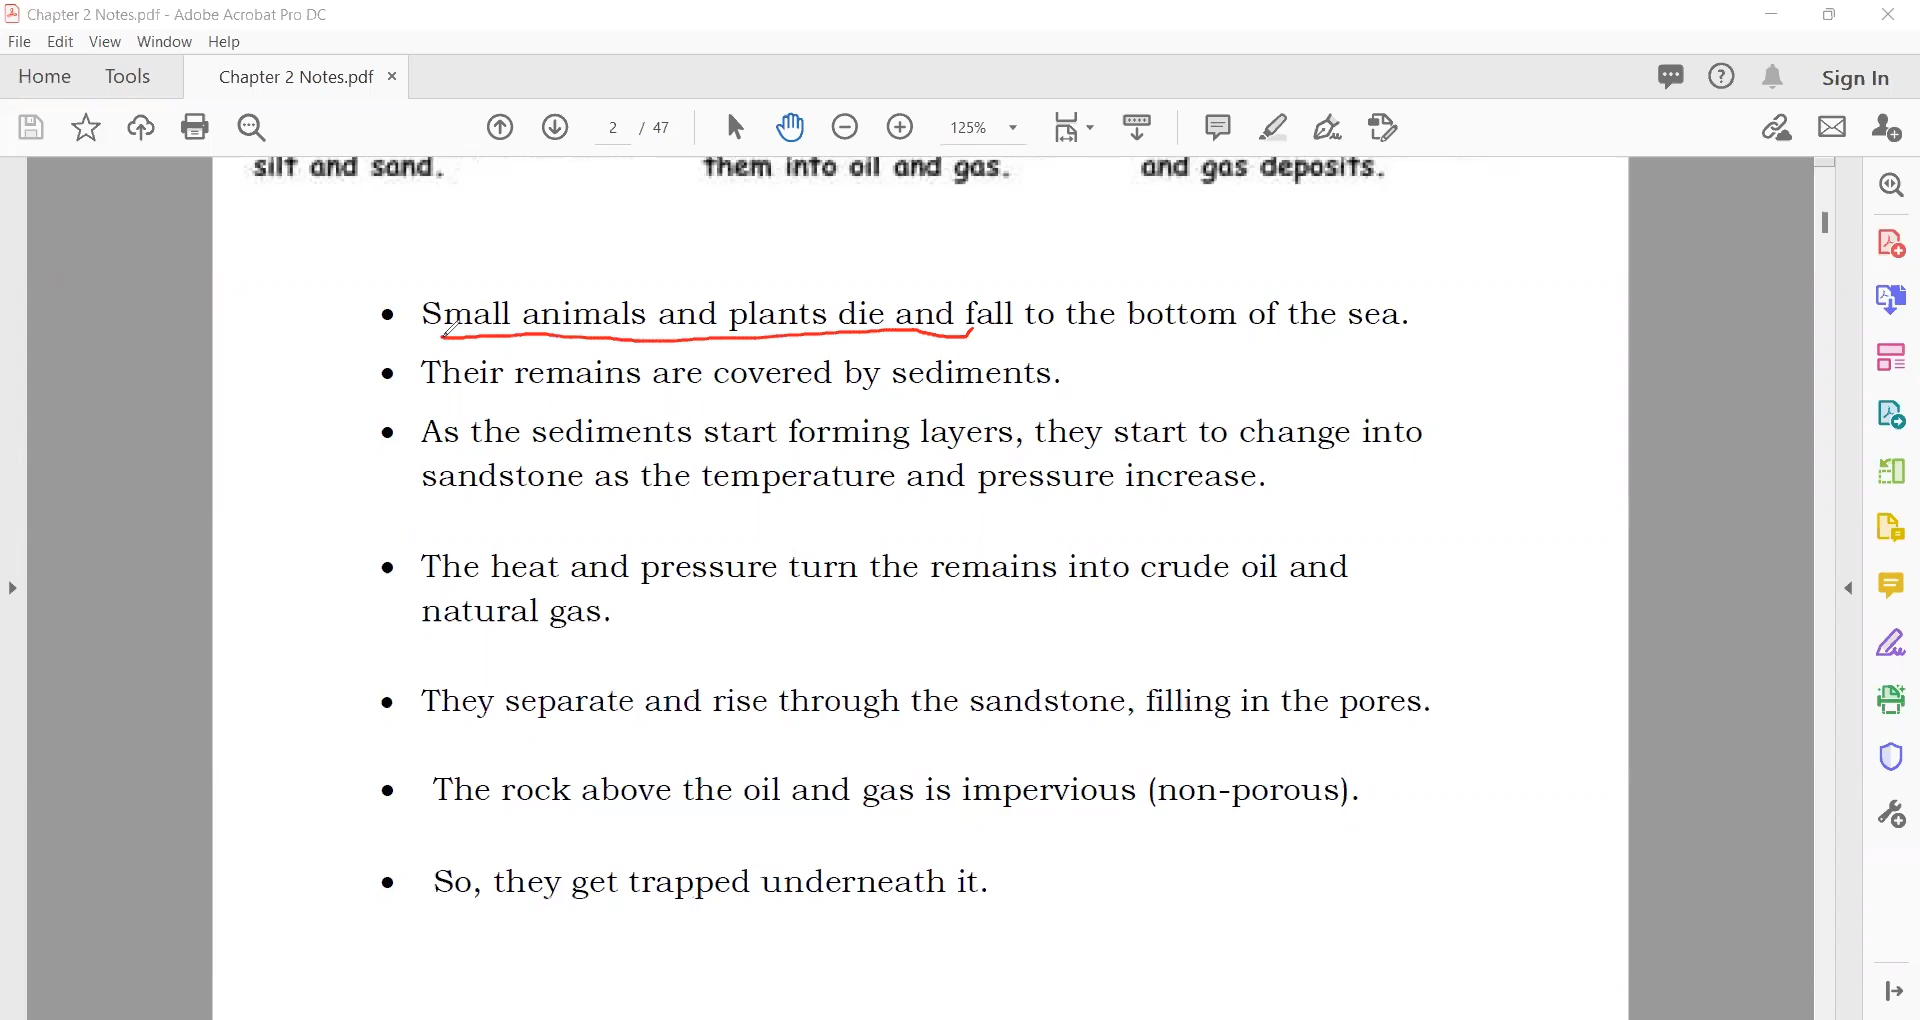 Chapter 2 Notes.pdf - Adobe Acrobat Pro DC
File Edit View Window Help
Home Tools Chapter 2 Notes.pdf × Sign In
2 / 47 125%
silt and sand. them into oil and gas. and gas deposits.
• Small animals and plants die and fall to the bottom of the sea.
• Their remains are covered by sediments.
• As the sediments start forming layers, they start to change into
sandstone as the temperature and pressure increase.
• The heat and pressure turn the remains into crude oil and
natural gas.
• They separate and rise through the sandstone, filling in the pores.
• The rock above the oil and gas is impervious (non-porous).
• So, they get trapped underneath it.